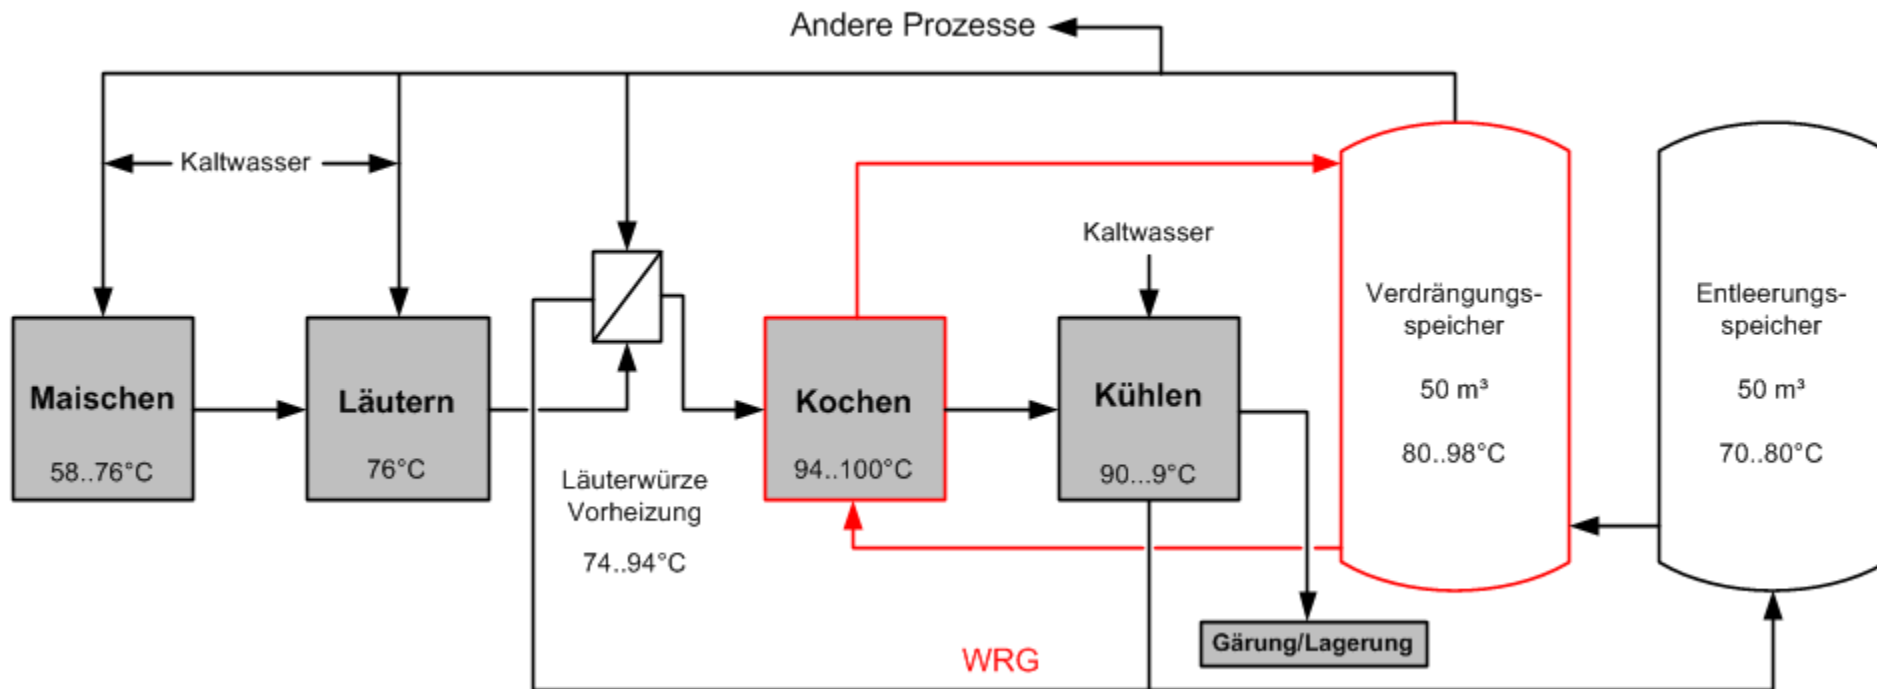 Andere Prozesse
Kaltwasser
Kaltwasser
Maischen
58..76°C
Läutern
76°C
Läuterwürze
Vorheizung
74..94°C
Kochen
94..100°C
Kühlen
90...9°C
Verdrängungs-
speicher
50 m³
80..98°C
Entleerungs-
speicher
50 m³
70..80°C
Gärung/Lagerung
WRG